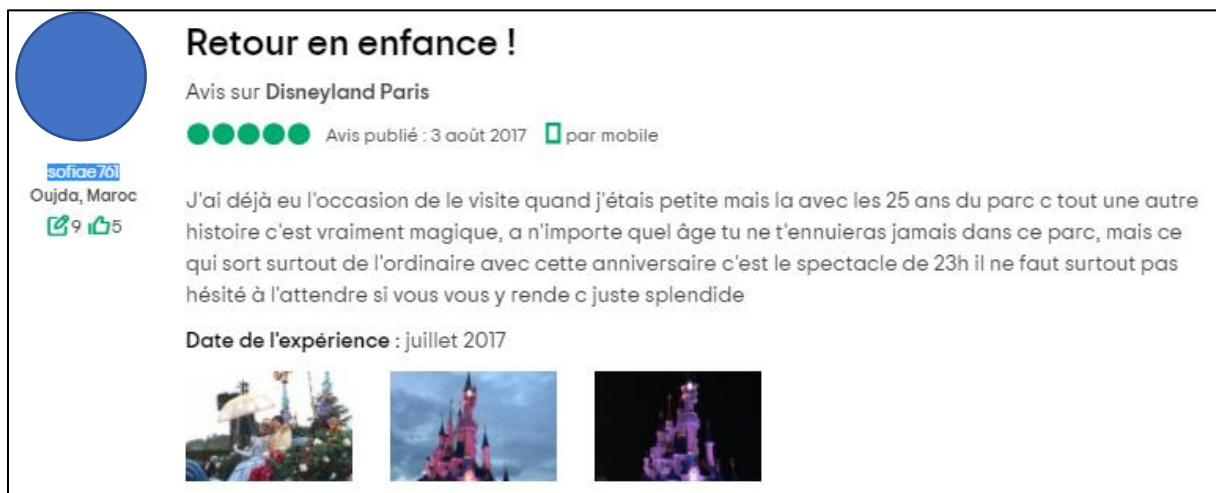 Retour en enfance !
Avis sur Disneyland Paris
Avis publié : 3 août 2017 par mobile
sofiae761
Oujda, Maroc
9 5
J'ai déjà eu l'occasion de le visite quand j'étais petite mais la avec les 25 ans du parc c tout une autre
histoire c'est vraiment magique, a n'importe quel âge tu ne t'ennuieras jamais dans ce parc, mais ce
qui sort surtout de l'ordinaire avec cette anniversaire c'est le spectacle de 23h il ne faut surtout pas
hésité à l'attendre si vous vous y rende c juste splendide
Date de l'expérience : juillet 2017